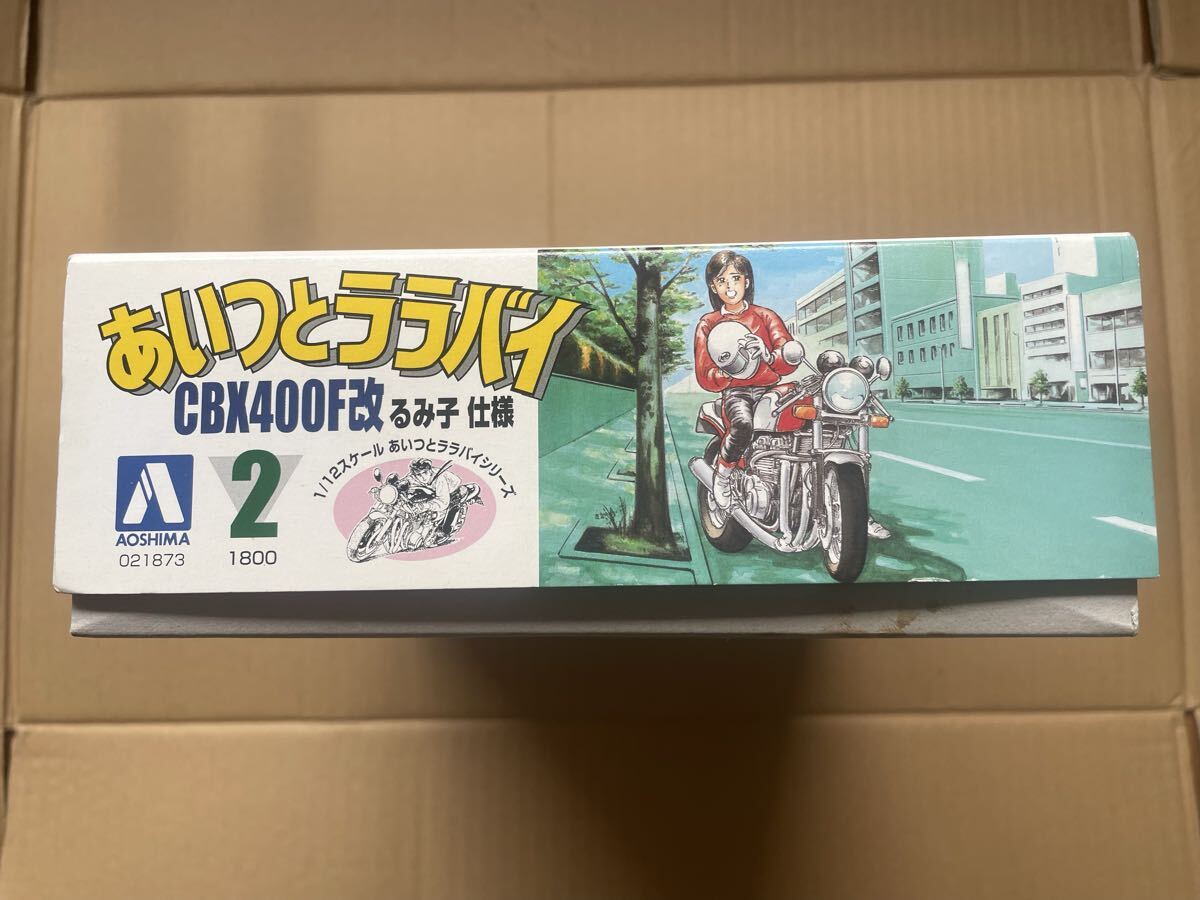 あいつとララバイ
CBX400F改 るみ子 仕様
1/12スケール あいつとララバイシリーズ
AOSHIMA
021873
2
1800